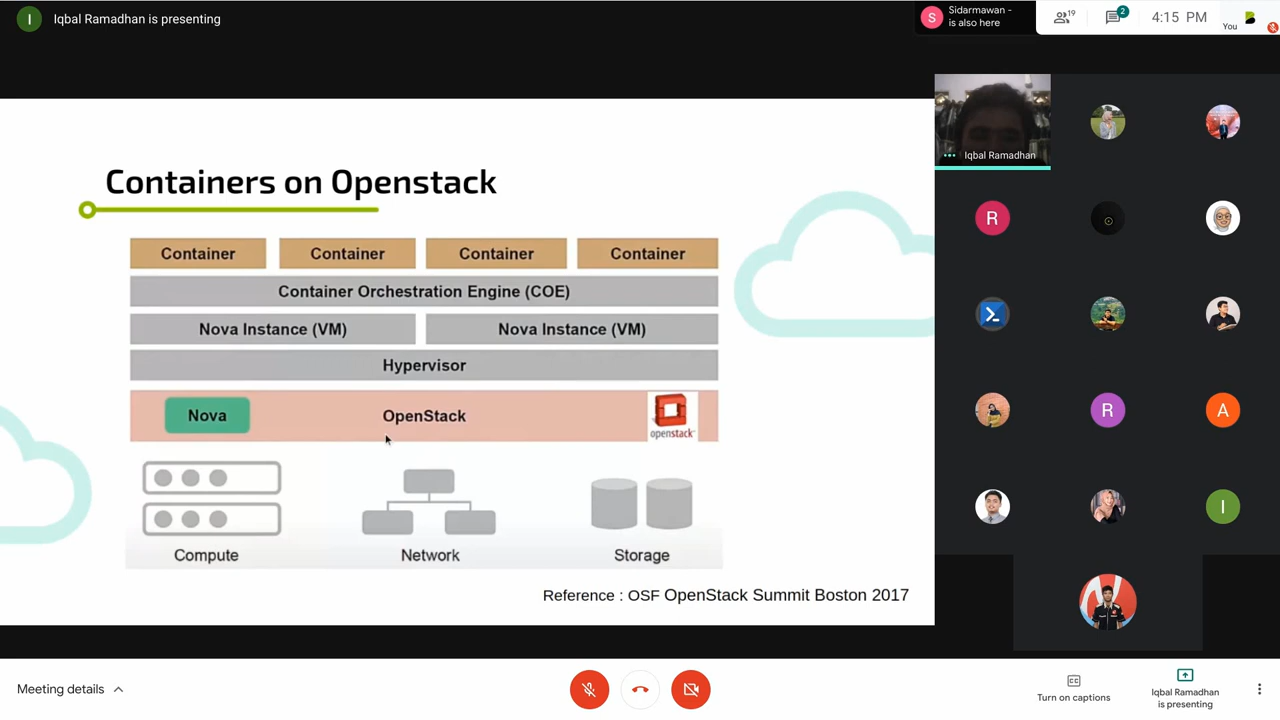 I
Iqbal Ramadhan is presenting
S
Sidarmawan -
is also here
19
2
4:15 PM
You
Containers on Openstack
Container
Container
Container
Container
Container Orchestration Engine (COE)
Nova Instance (VM)
Nova Instance (VM)
Hypervisor
Nova
OpenStack
openstack
Compute
Network
Storage
Reference : OSF OpenStack Summit Boston 2017
Iqbal Ramadhan
R
R
A
I
Meeting details
CC
Turn on captions
Iqbal Ramadhan
is presenting